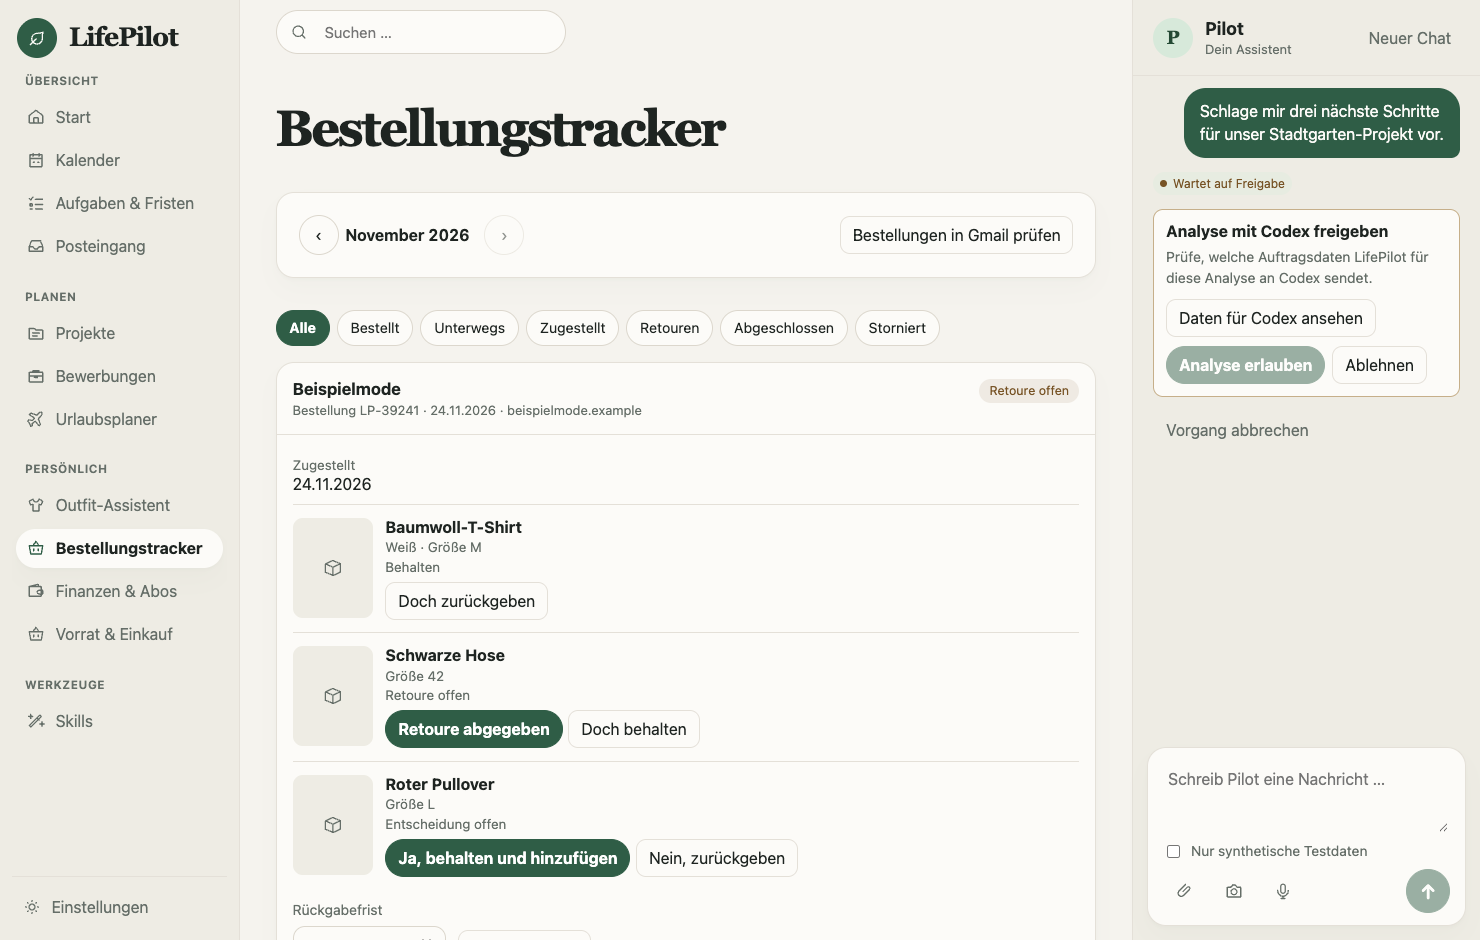 LifePilot
ÜBERSICHT
Start
Kalender
Aufgaben & Fristen
Posteingang
PLANEN
Projekte
Bewerbungen
Urlaubsplaner
PERSÖNLICH
Outfit-Assistent
Bestellungstracker
Finanzen & Abos
Vorrat & Einkauf
WERKZEUGE
Skills
Einstellungen
Suchen ...
Bestellungstracker
November 2026
Bestellungen in Gmail prüfen
Alle
Bestellt
Unterwegs
Zugestellt
Retouren
Abgeschlossen
Storniert
Beispielmode
Retoure offen
Bestellung LP-39241 · 24.11.2026 · beispielmode.example
Zugestellt
24.11.2026
Baumwoll-T-Shirt
Weiß · Größe M
Behalten
Doch zurückgeben
Schwarze Hose
Größe 42
Retoure offen
Retoure abgegeben
Doch behalten
Roter Pullover
Größe L
Entscheidung offen
Ja, behalten und hinzufügen
Nein, zurückgeben
Rückgabefrist
P
Pilot
Dein Assistent
Neuer Chat
Schlage mir drei nächste Schritte
für unser Stadtgarten-Projekt vor.
Wartet auf Freigabe
Analyse mit Codex freigeben
Prüfe, welche Auftragsdaten LifePilot für
diese Analyse an Codex sendet.
Daten für Codex ansehen
Analyse erlauben
Ablehnen
Vorgang abbrechen
Schreib Pilot eine Nachricht ...
Nur synthetische Testdaten